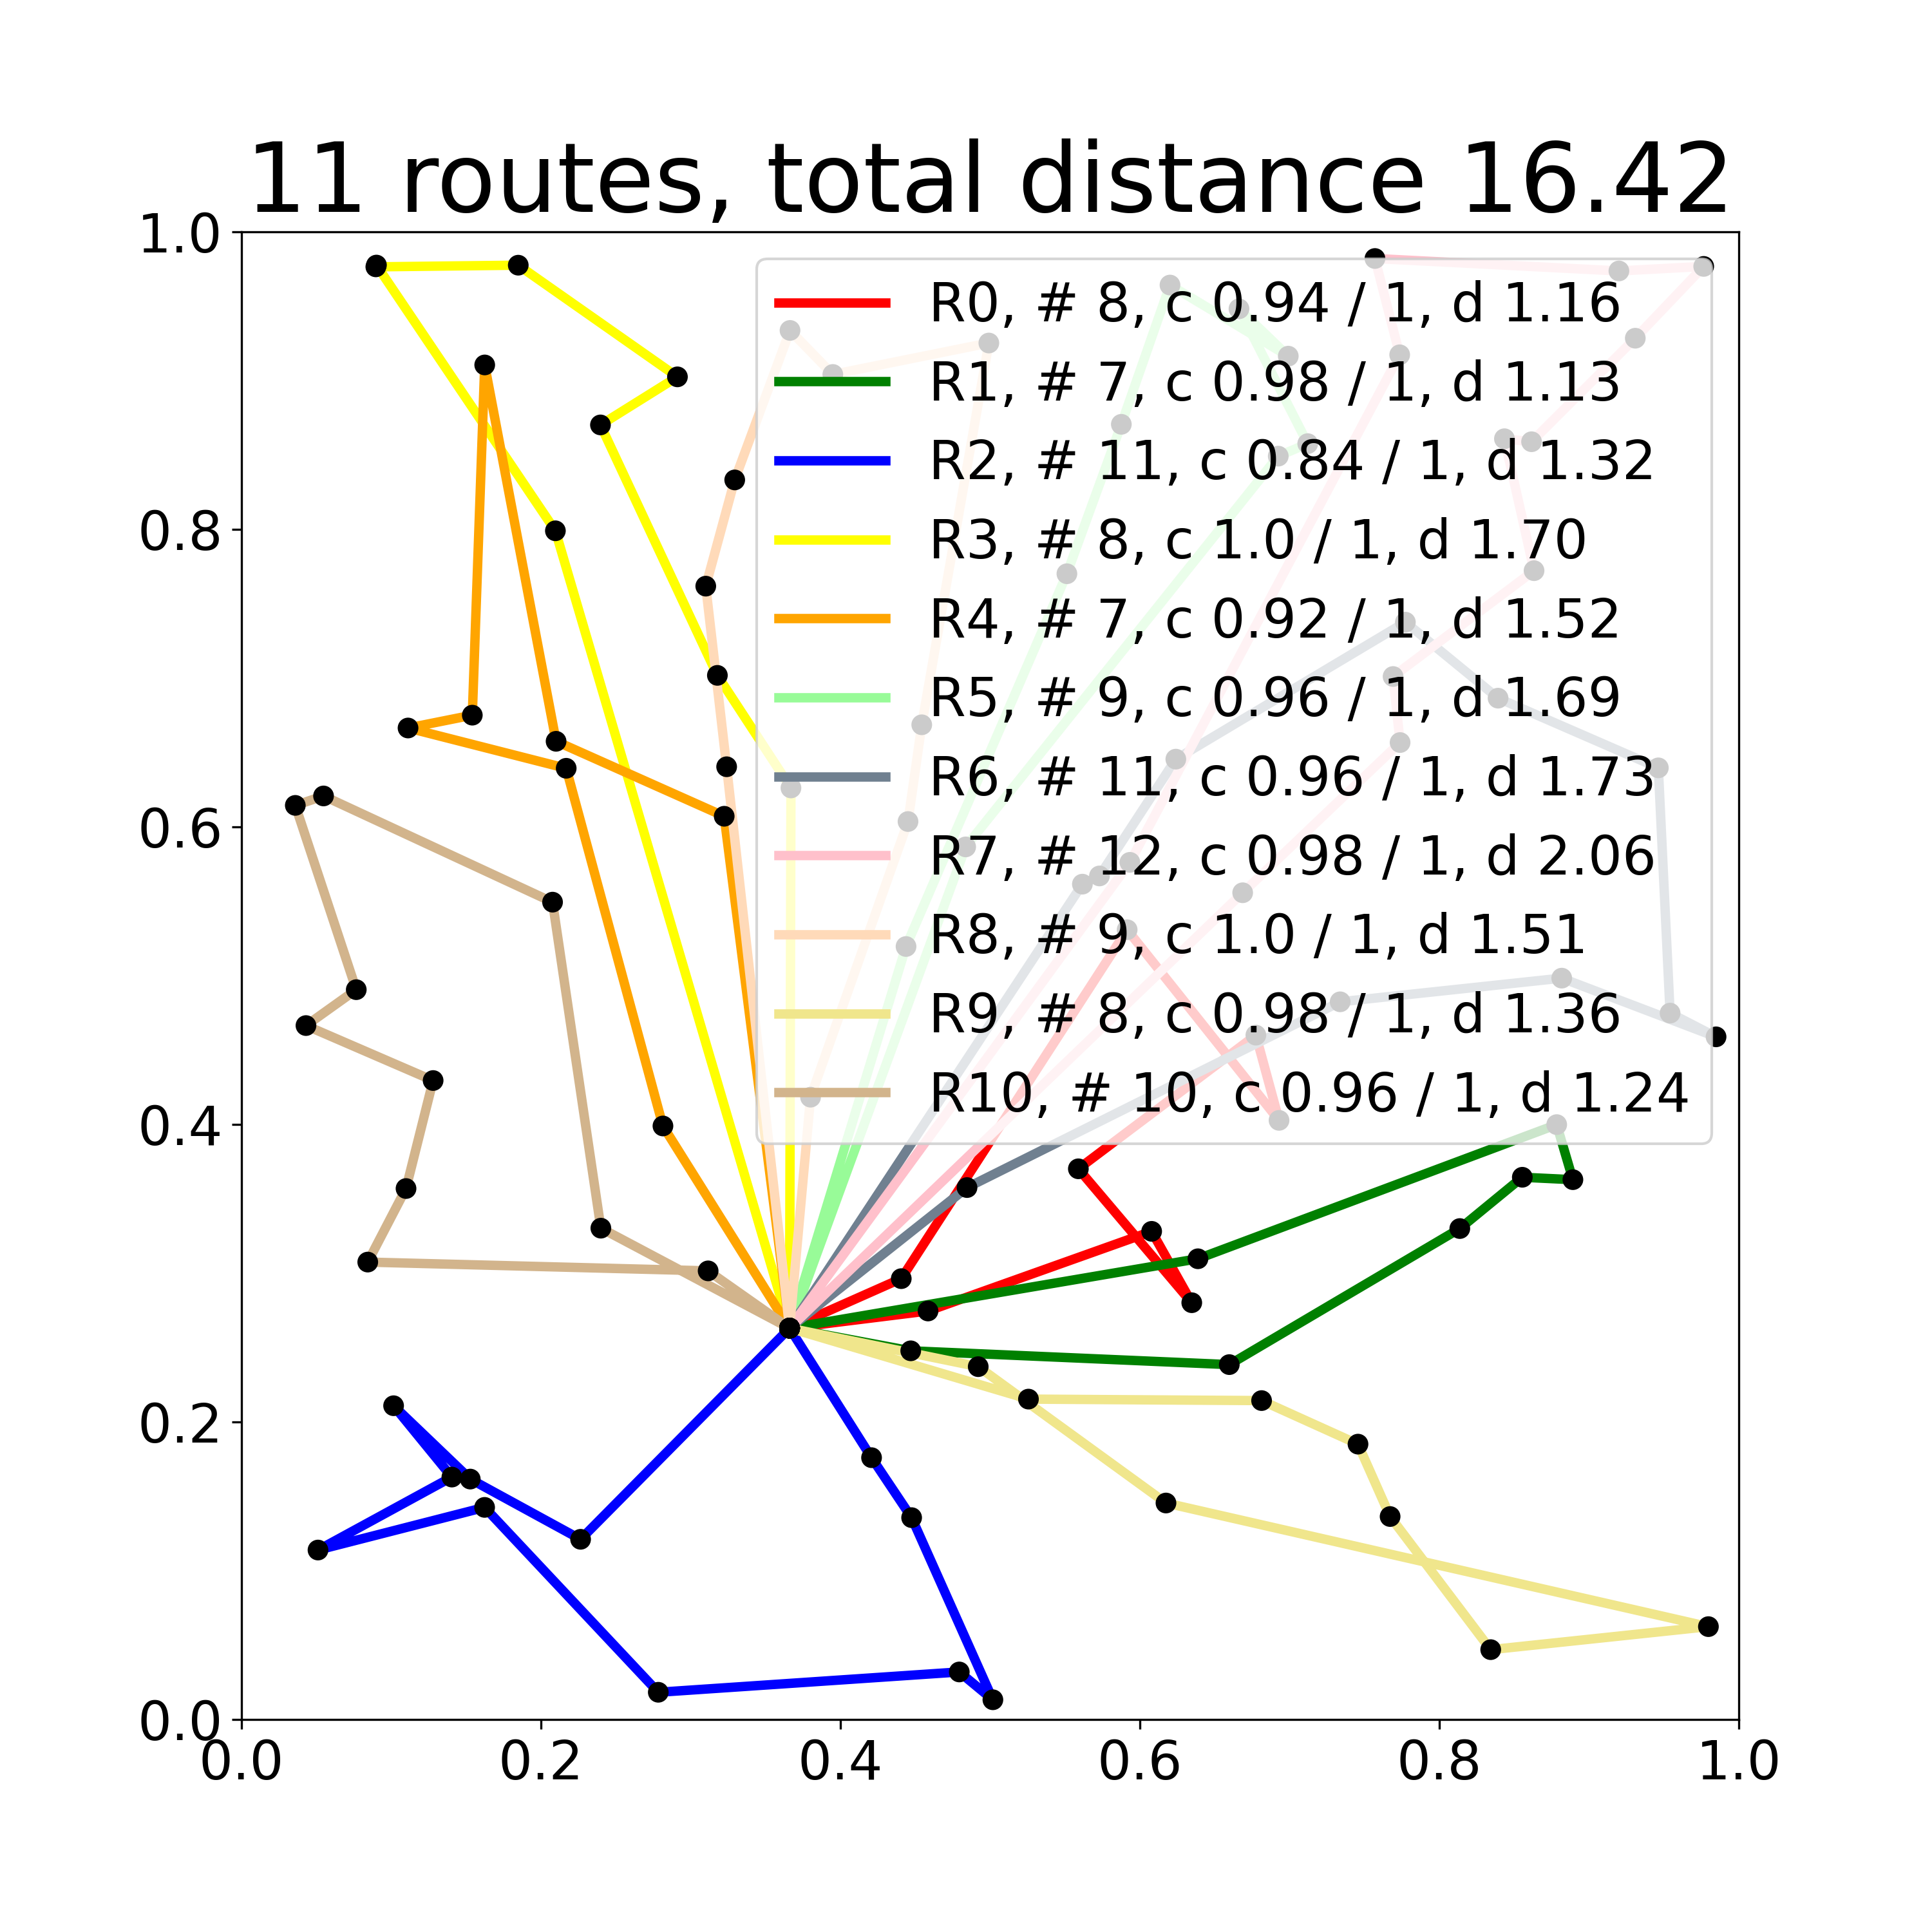 11 routes, total distance 16.42
1.0
0.8
0.6
0.4
0.2
0.0
0.0 0.2 0.4 0.6 0.8 1.0
R0, # 8, c 0.94 / 1, d 1.16
R1, # 7, c 0.98 / 1, d 1.13
R2, # 11, c 0.84 / 1, d 1.32
R3, # 8, c 1.0 / 1, d 1.70
R4, # 7, c 0.92 / 1, d 1.52
R5, # 9, c 0.96 / 1, d 1.69
R6, # 11, c 0.96 / 1, d 1.73
R7, # 12, c 0.98 / 1, d 2.06
R8, # 9, c 1.0 / 1, d 1.51
R9, # 8, c 0.98 / 1, d 1.36
R10, # 10, c 0.96 / 1, d 1.24